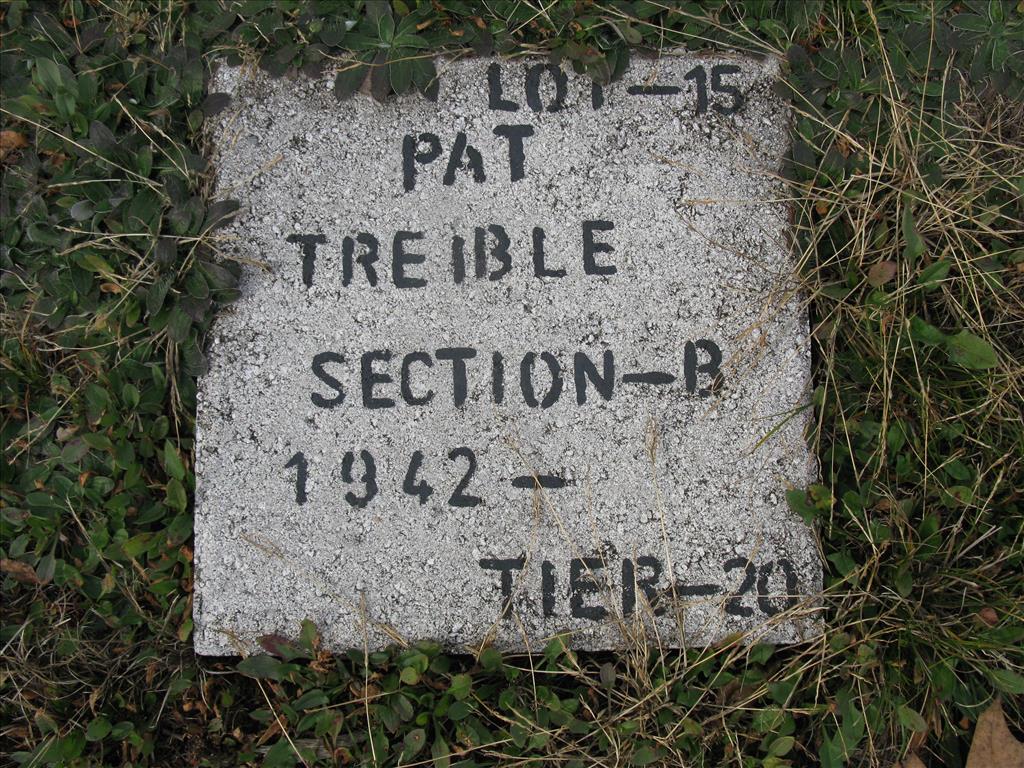 LOT-15
PAT
TREIBLE
SECTION-B
1942-
TIER-20